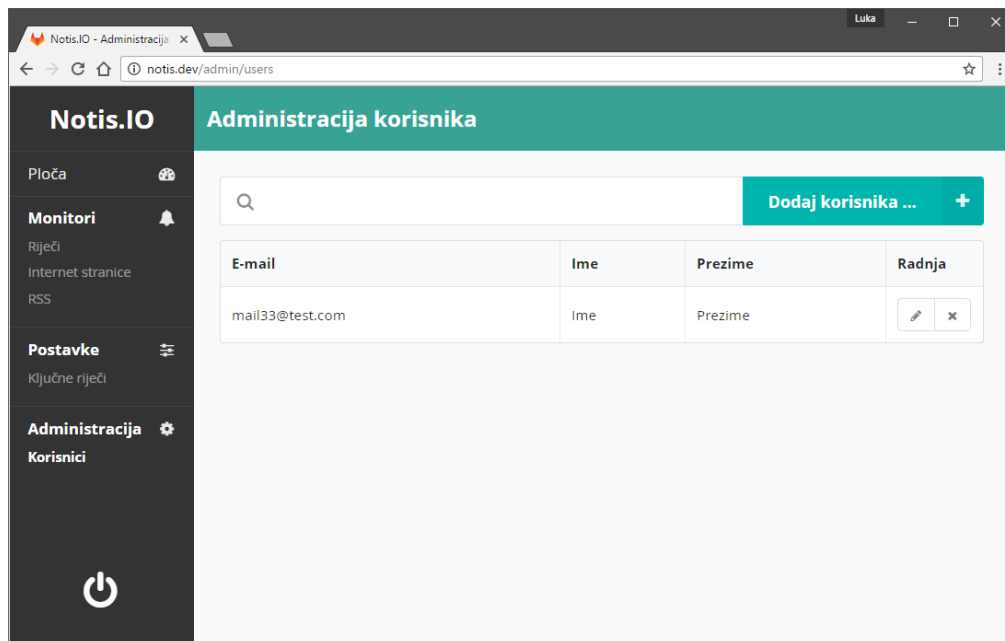 Luka
Notis.IO - Administracija
notis.dev/admin/users
Notis.IO
Administracija korisnika
Ploča
Monitori
Riječi
Internet stranice
RSS
Postavke
Ključne riječi
Administracija
Korisnici
Dodaj korisnika ...
E-mail Ime Prezime Radnja
mail33@test.com Ime Prezime